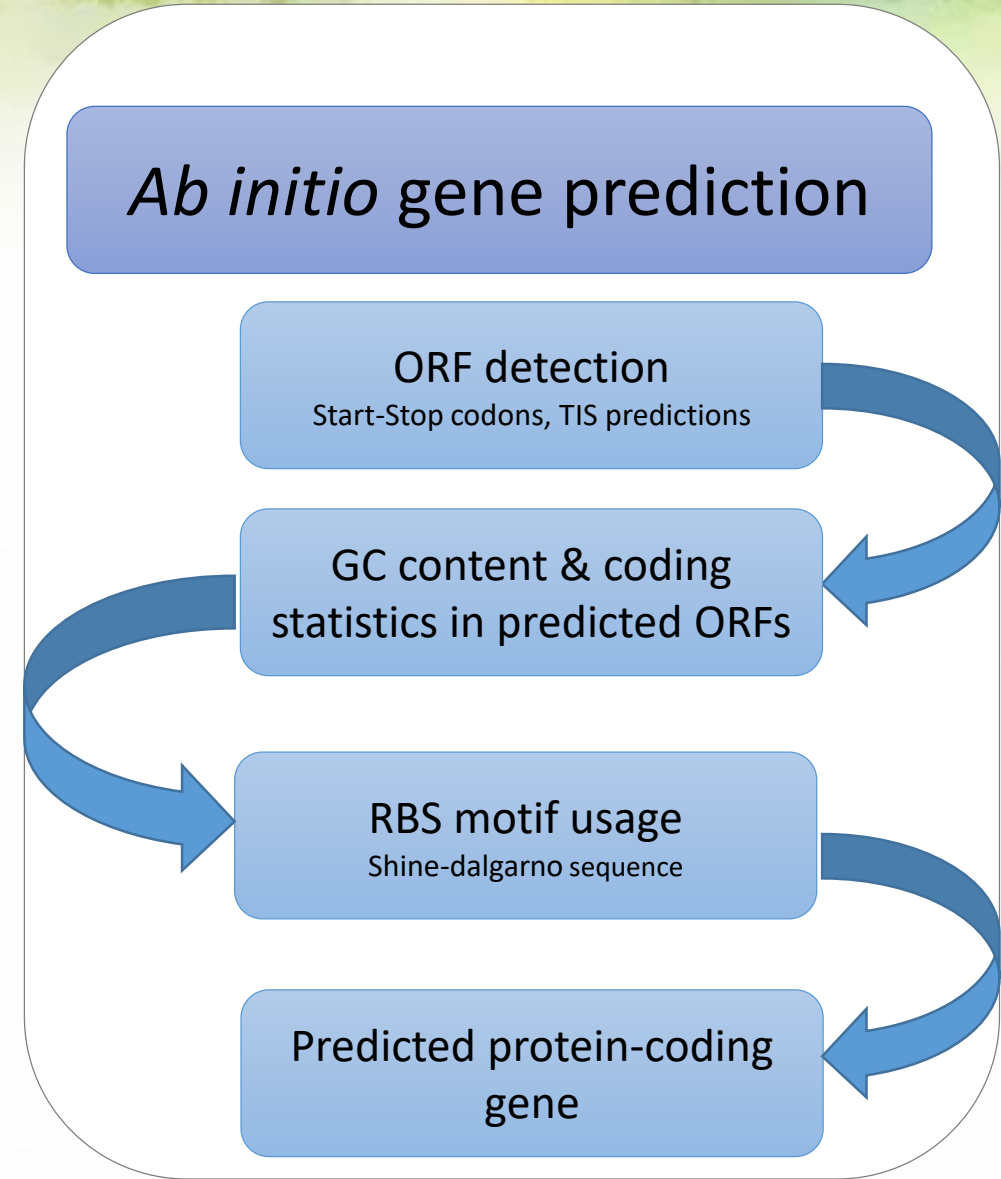 Ab initio gene prediction
ORF detection
Start-Stop codons, TIS predictions
GC content & coding
statistics in predicted ORFs
RBS motif usage
Shine-dalgarno sequence
Predicted protein-coding
gene